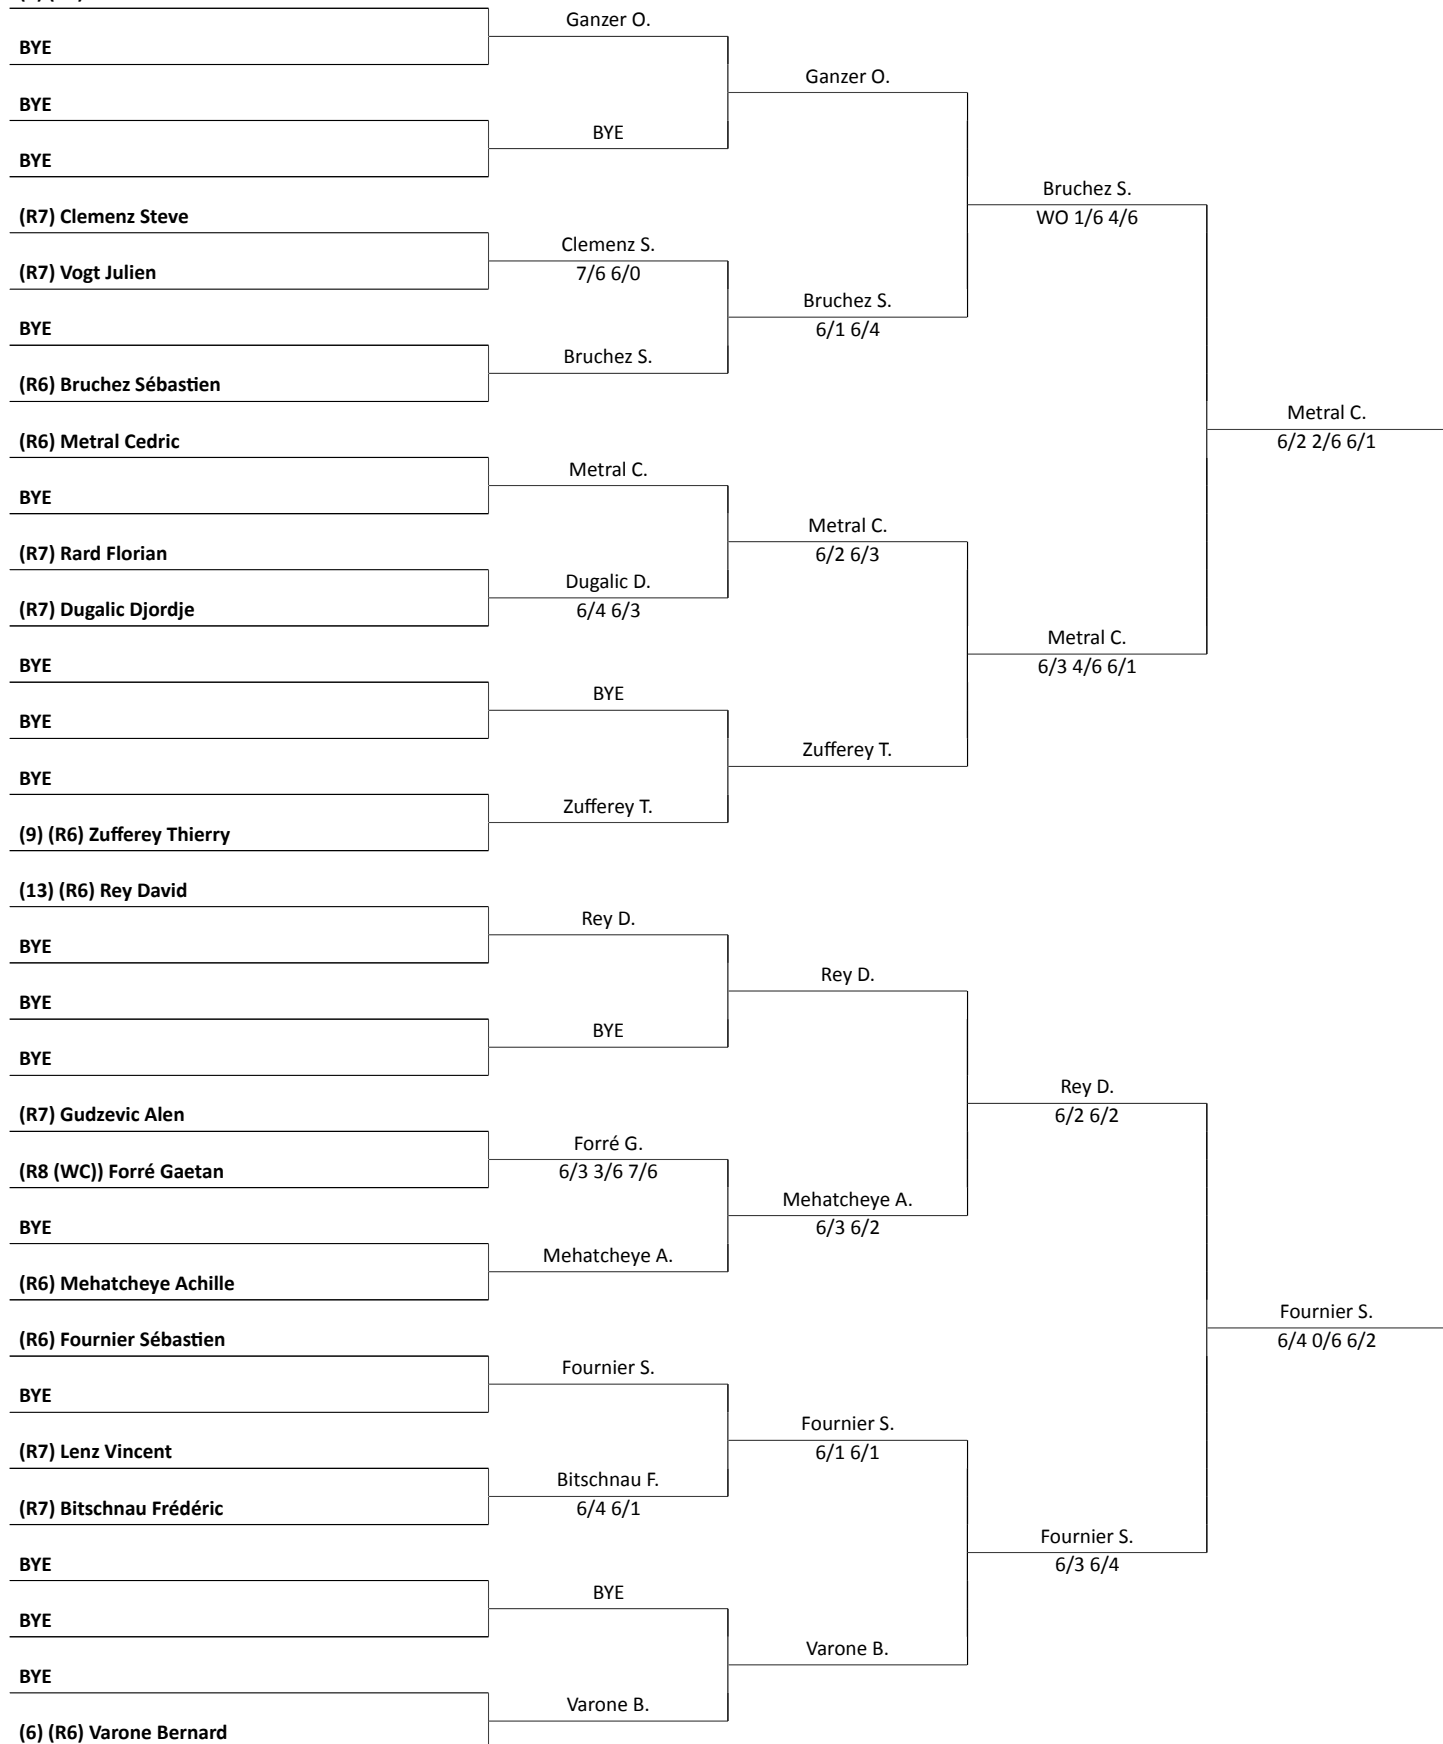 Ganzer O.
BYE
Ganzer O.
BYE
BYE
BYE
Bruchez S.
(R7) Clemenz Steve
WO 1/6 4/6
Clemenz S.
(R7) Vogt Julien
7/6 6/0
Bruchez S.
BYE
6/1 6/4
Bruchez S.
(R6) Bruchez Sébastien
Metral C.
(R6) Metral Cedric
6/2 2/6 6/1
Metral C.
BYE
Metral C.
(R7) Rard Florian
6/2 6/3
Dugalic D.
(R7) Dugalic Djordje
6/4 6/3
Metral C.
BYE
6/3 4/6 6/1
BYE
BYE
Zufferey T.
BYE
Zufferey T.
(9) (R6) Zufferey Thierry
(13) (R6) Rey David
Rey D.
BYE
Rey D.
BYE
BYE
BYE
Rey D.
(R7) Gudzevic Alen
6/2 6/2
Forré G.
(R8 (WC)) Forré Gaetan
6/3 3/6 7/6
Mehatcheye A.
BYE
6/3 6/2
Mehatcheye A.
(R6) Mehatcheye Achille
Fournier S.
(R6) Fournier Sébastien
6/4 0/6 6/2
Fournier S.
BYE
Fournier S.
(R7) Lenz Vincent
6/1 6/1
Bitschnau F.
(R7) Bitschnau Frédéric
6/4 6/1
Fournier S.
BYE
6/3 6/4
BYE
BYE
Varone B.
BYE
Varone B.
(6) (R6) Varone Bernard